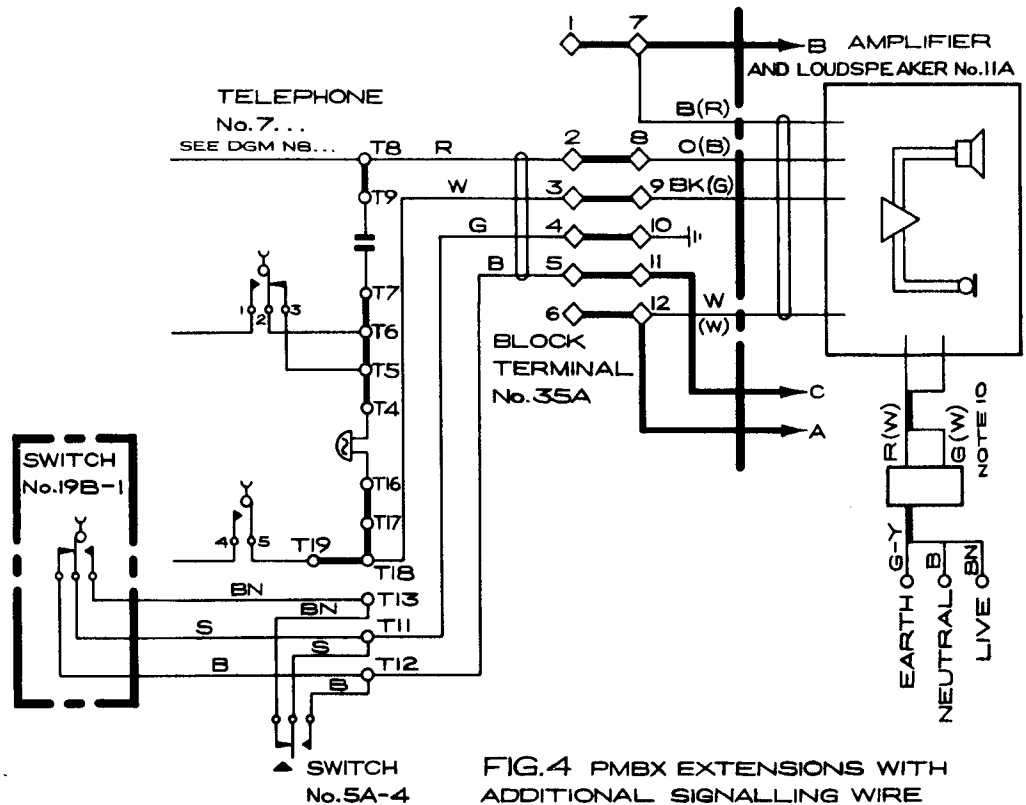 1
7
B
AMPLIFIER
AND LOUDSPEAKER No.11A
TELEPHONE
No.7...
SEE DGM N8...
B(R)
T8
R
2
8
O(B)
T9
W
3
9
BK(G)
G
4
10
B
5
11
T7
1
2
3
T6
6
12
W
(W)
BLOCK
TERMINAL
No.35A
T5
C
T4
A
R(W)
G(W)
NOTE 10
SWITCH
No.19B-1
T16
T17
4
5
T19
T18
BN
T13
BN
G-Y
B
BN
S
T11
S
B
T12
B
EARTH
NEUTRAL
LIVE
SWITCH
No.5A-4
FIG.4 PMBX EXTENSIONS WITH
ADDITIONAL SIGNALLING WIRE